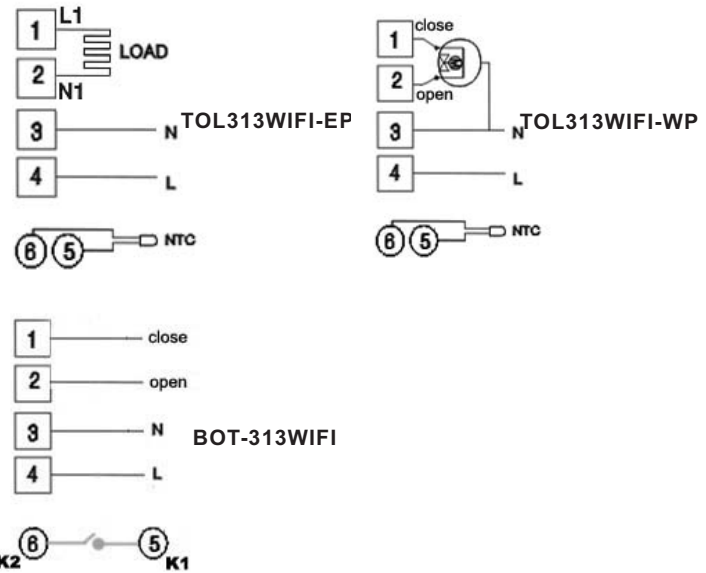 1 L1
LOAD
2 N1
3 N TOL313WIFI-EP
4 L
6 5 NTC
1 close
2 open
3 N TOL313WIFI-WP
4 L
6 5 NTC
1 close
2 open
3 N BOT-313WIFI
4 L
K2 6 5 K1